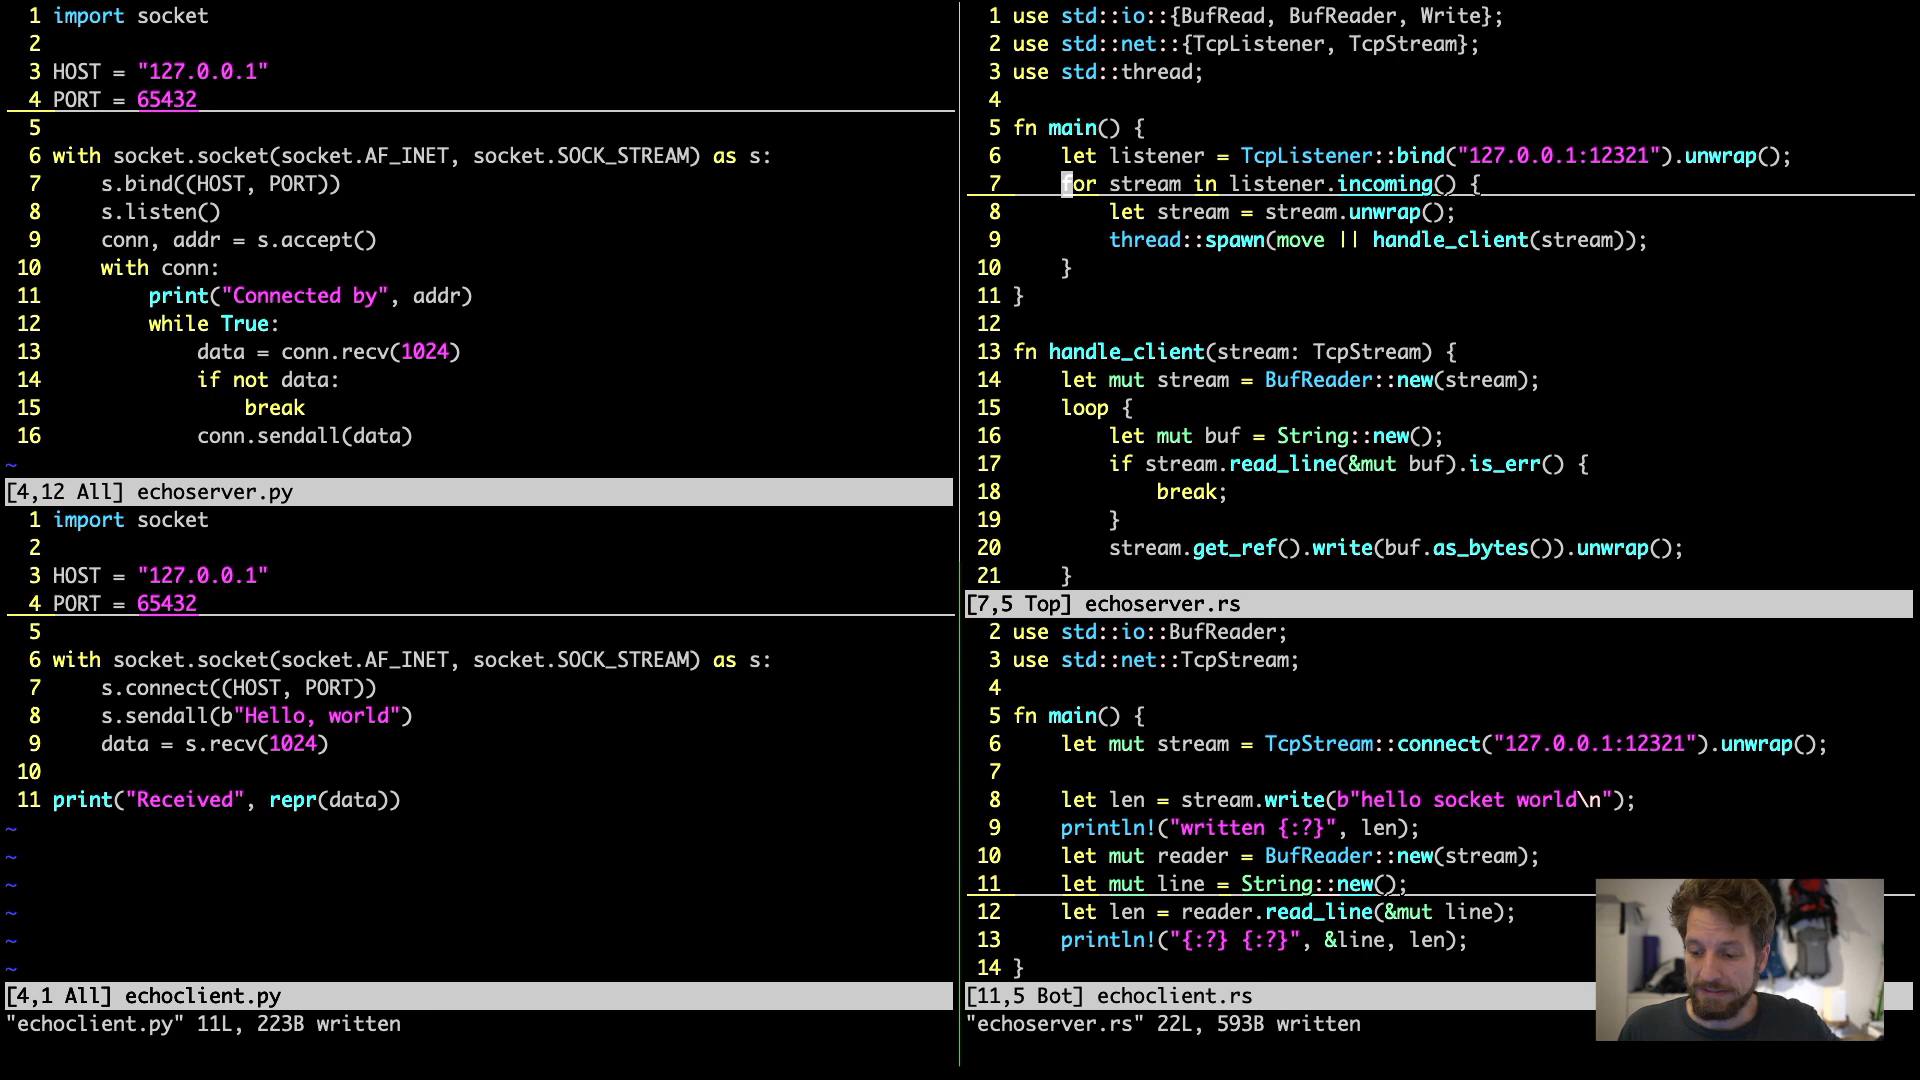 1 import socket
2
3 HOST = "127.0.0.1"
4 PORT = 65432
5
6 with socket.socket(socket.AF_INET, socket.SOCK_STREAM) as s:
7     s.bind((HOST, PORT))
8     s.listen()
9     conn, addr = s.accept()
10     with conn:
11         print("Connected by", addr)
12         while True:
13             data = conn.recv(1024)
14             if not data:
15                 break
16             conn.sendall(data)
~
[4,12 All] echoserver.py
1 import socket
2
3 HOST = "127.0.0.1"
4 PORT = 65432
5
6 with socket.socket(socket.AF_INET, socket.SOCK_STREAM) as s:
7     s.connect((HOST, PORT))
8     s.sendall(b"Hello, world")
9     data = s.recv(1024)
10
11 print("Received", repr(data))
~
~
~
~
~
~
[4,1 All] echoclient.py
"echoclient.py" 11L, 223B written
1 use std::io::{BufRead, BufReader, Write};
2 use std::net::{TcpListener, TcpStream};
3 use std::thread;
4
5 fn main() {
6     let listener = TcpListener::bind("127.0.0.1:12321").unwrap();
7     for stream in listener.incoming() {
8         let stream = stream.unwrap();
9         thread::spawn(move || handle_client(stream));
10     }
11 }
12
13 fn handle_client(stream: TcpStream) {
14     let mut stream = BufReader::new(stream);
15     loop {
16         let mut buf = String::new();
17         if stream.read_line(&mut buf).is_err() {
18             break;
19         }
20         stream.get_ref().write(buf.as_bytes()).unwrap();
21     }
[7,5 Top] echoserver.rs
2 use std::io::BufReader;
3 use std::net::TcpStream;
4
5 fn main() {
6     let mut stream = TcpStream::connect("127.0.0.1:12321").unwrap();
7
8     let len = stream.write(b"hello socket world\n");
9     println!("written {:?}", len);
10     let mut reader = BufReader::new(stream);
11     let mut line = String::new();
12     let len = reader.read_line(&mut line);
13     println!("{:?} {:?}", &line, len);
14 }
[11,5 Bot] echoclient.rs
"echoserver.rs" 22L, 593B written